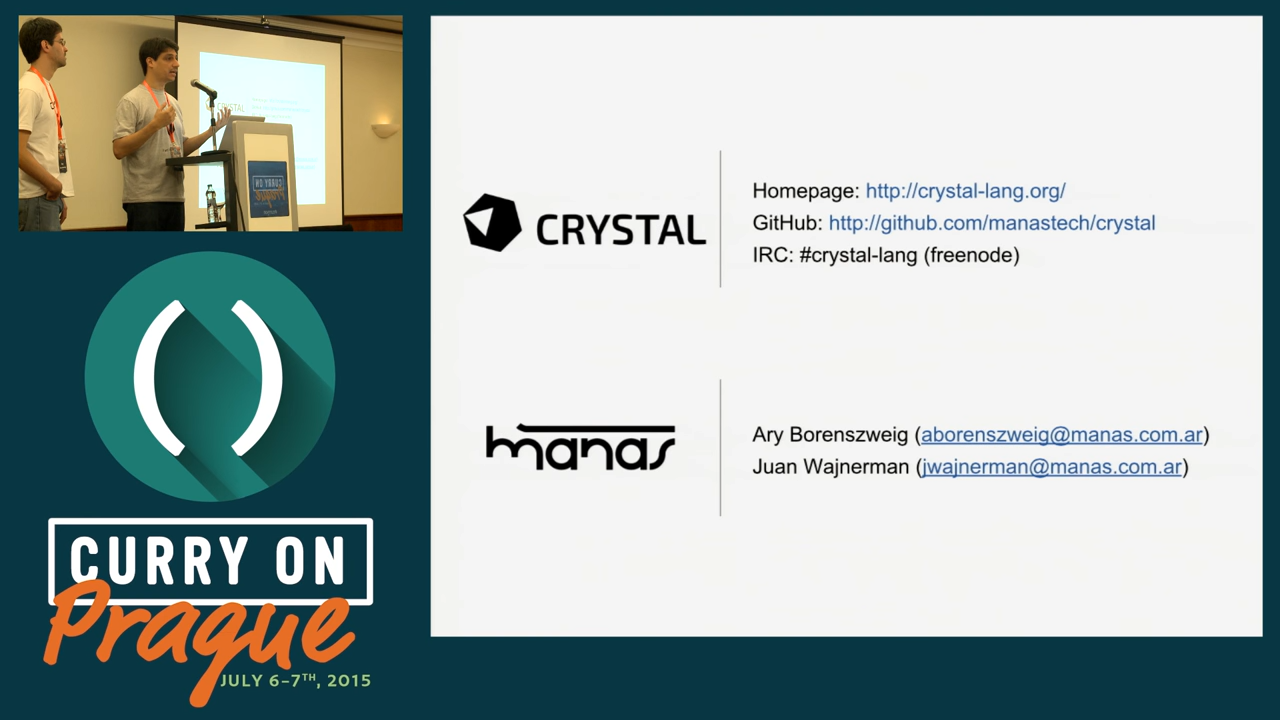 CRYSTAL
CURRY ON
Prague
JULY 6–7TH, 2015
CRYSTAL
Homepage: http://crystal-lang.org/
GitHub: http://github.com/manastech/crystal
IRC: #crystal-lang (freenode)
manas
Ary Borenszweig (aborenszweig@manas.com.ar)
Juan Wajnerman (jwajnerman@manas.com.ar)